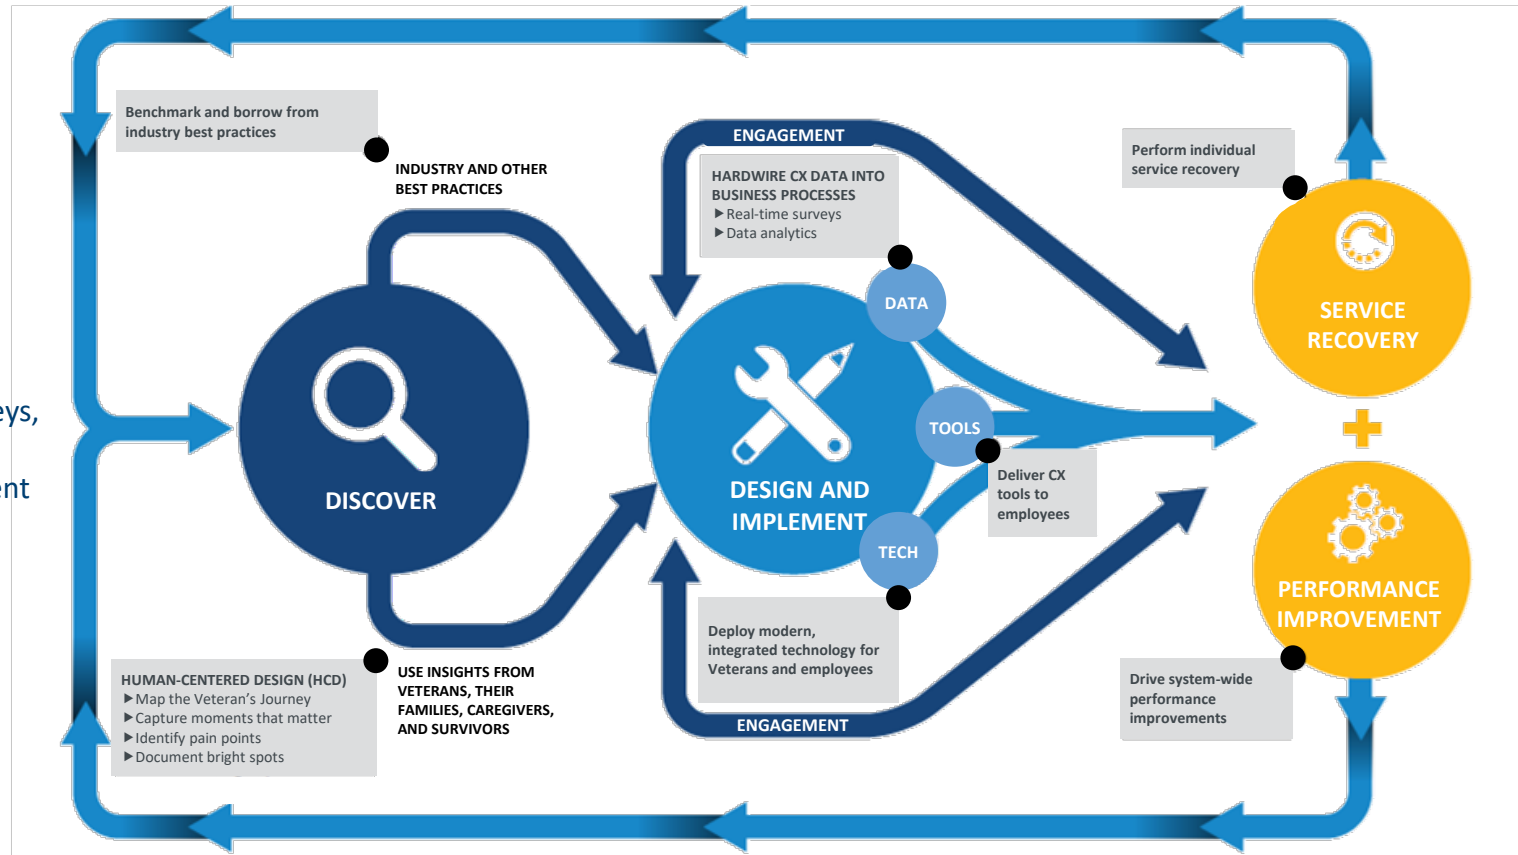 Benchmark and borrow from
industry best practices
INDUSTRY AND OTHER
BEST PRACTICES
ENGAGEMENT
HARDWIRE CX DATA INTO
BUSINESS PROCESSES
▶Real-time surveys
▶Data analytics
Perform individual
service recovery
DATA
SERVICE
RECOVERY
TOOLS
DISCOVER
DESIGN AND
IMPLEMENT
Deliver CX
tools to
employees
TECH
PERFORMANCE
IMPROVEMENT
Deploy modern,
integrated technology for
Veterans and employees
HUMAN-CENTERED DESIGN (HCD)
▶Map the Veteran’s Journey
▶Capture moments that matter
▶Identify pain points
▶Document bright spots
USE INSIGHTS FROM
VETERANS, THEIR
FAMILIES, CAREGIVERS,
AND SURVIVORS
ENGAGEMENT
Drive system-wide
performance
improvements